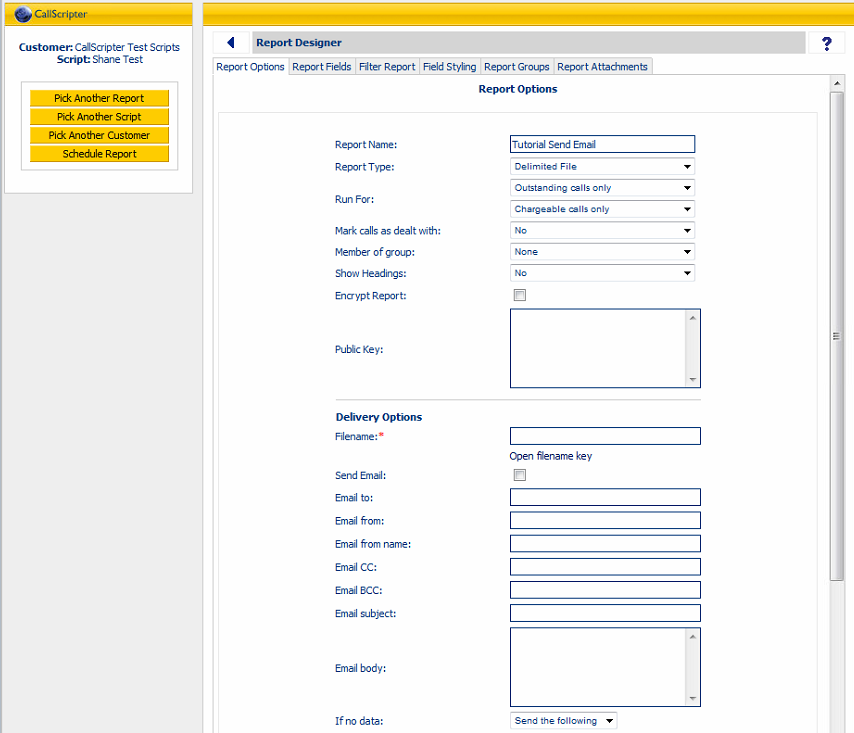 CallScripter
Customer: CallScripter Test Scripts
Script: Shane Test
Pick Another Report
Pick Another Script
Pick Another Customer
Schedule Report
Report Designer
?
Report Options Report Fields Filter Report Field Styling Report Groups Report Attachments
Report Options
Report Name: Tutorial Send Email
Report Type: Delimited File
Run For: Outstanding calls only
Chargeable calls only
Mark calls as dealt with: No
Member of group: None
Show Headings: No
Encrypt Report:
Public Key:
Delivery Options
Filename:*
Open filename key
Send Email:
Email to:
Email from:
Email from name:
Email CC:
Email BCC:
Email subject:
Email body:
If no data: Send the following